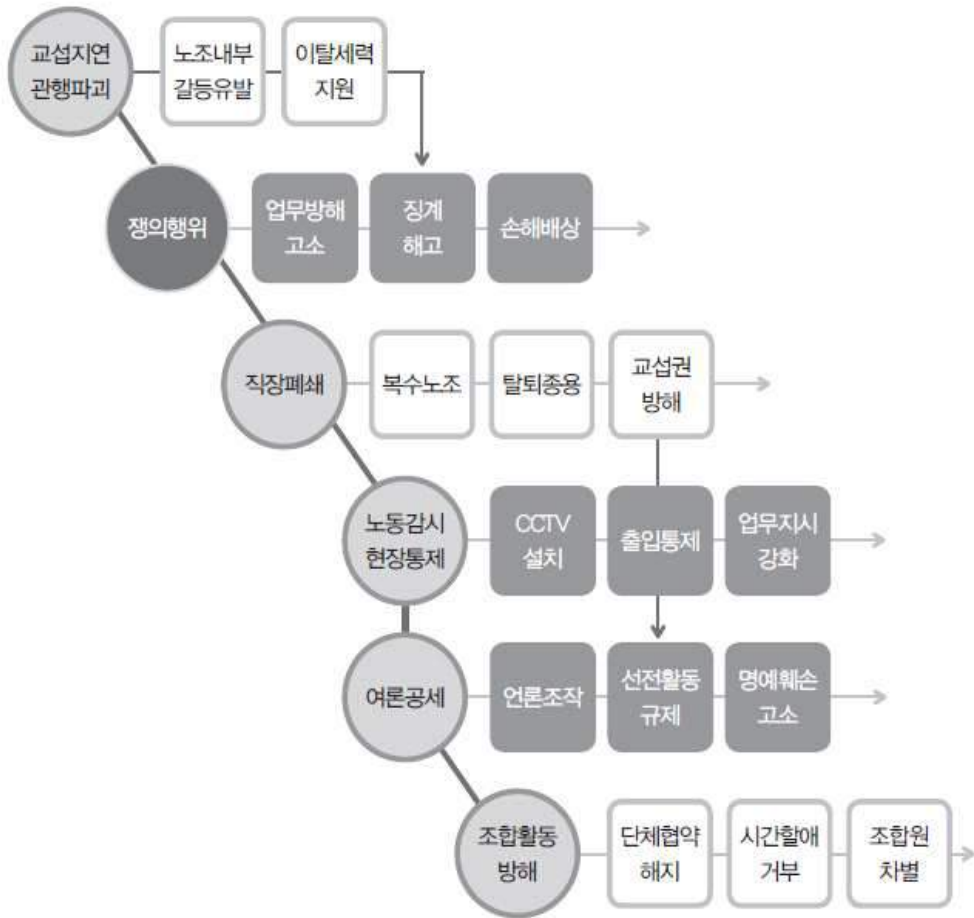 교섭지연
관행파괴
노조내부
갈등유발
이탈세력
지원
쟁의행위
업무방해
고소
징계
해고
손해배상
직장폐쇄
복수노조
탈퇴종용
교섭권
방해
노동감시
현장통제
CCTV
설치
출입통제
업무지시
강화
여론공세
언론조작
선전활동
규제
명예훼손
고소
조합활동
방해
단체협약
해지
시간할애
거부
조합원
차별